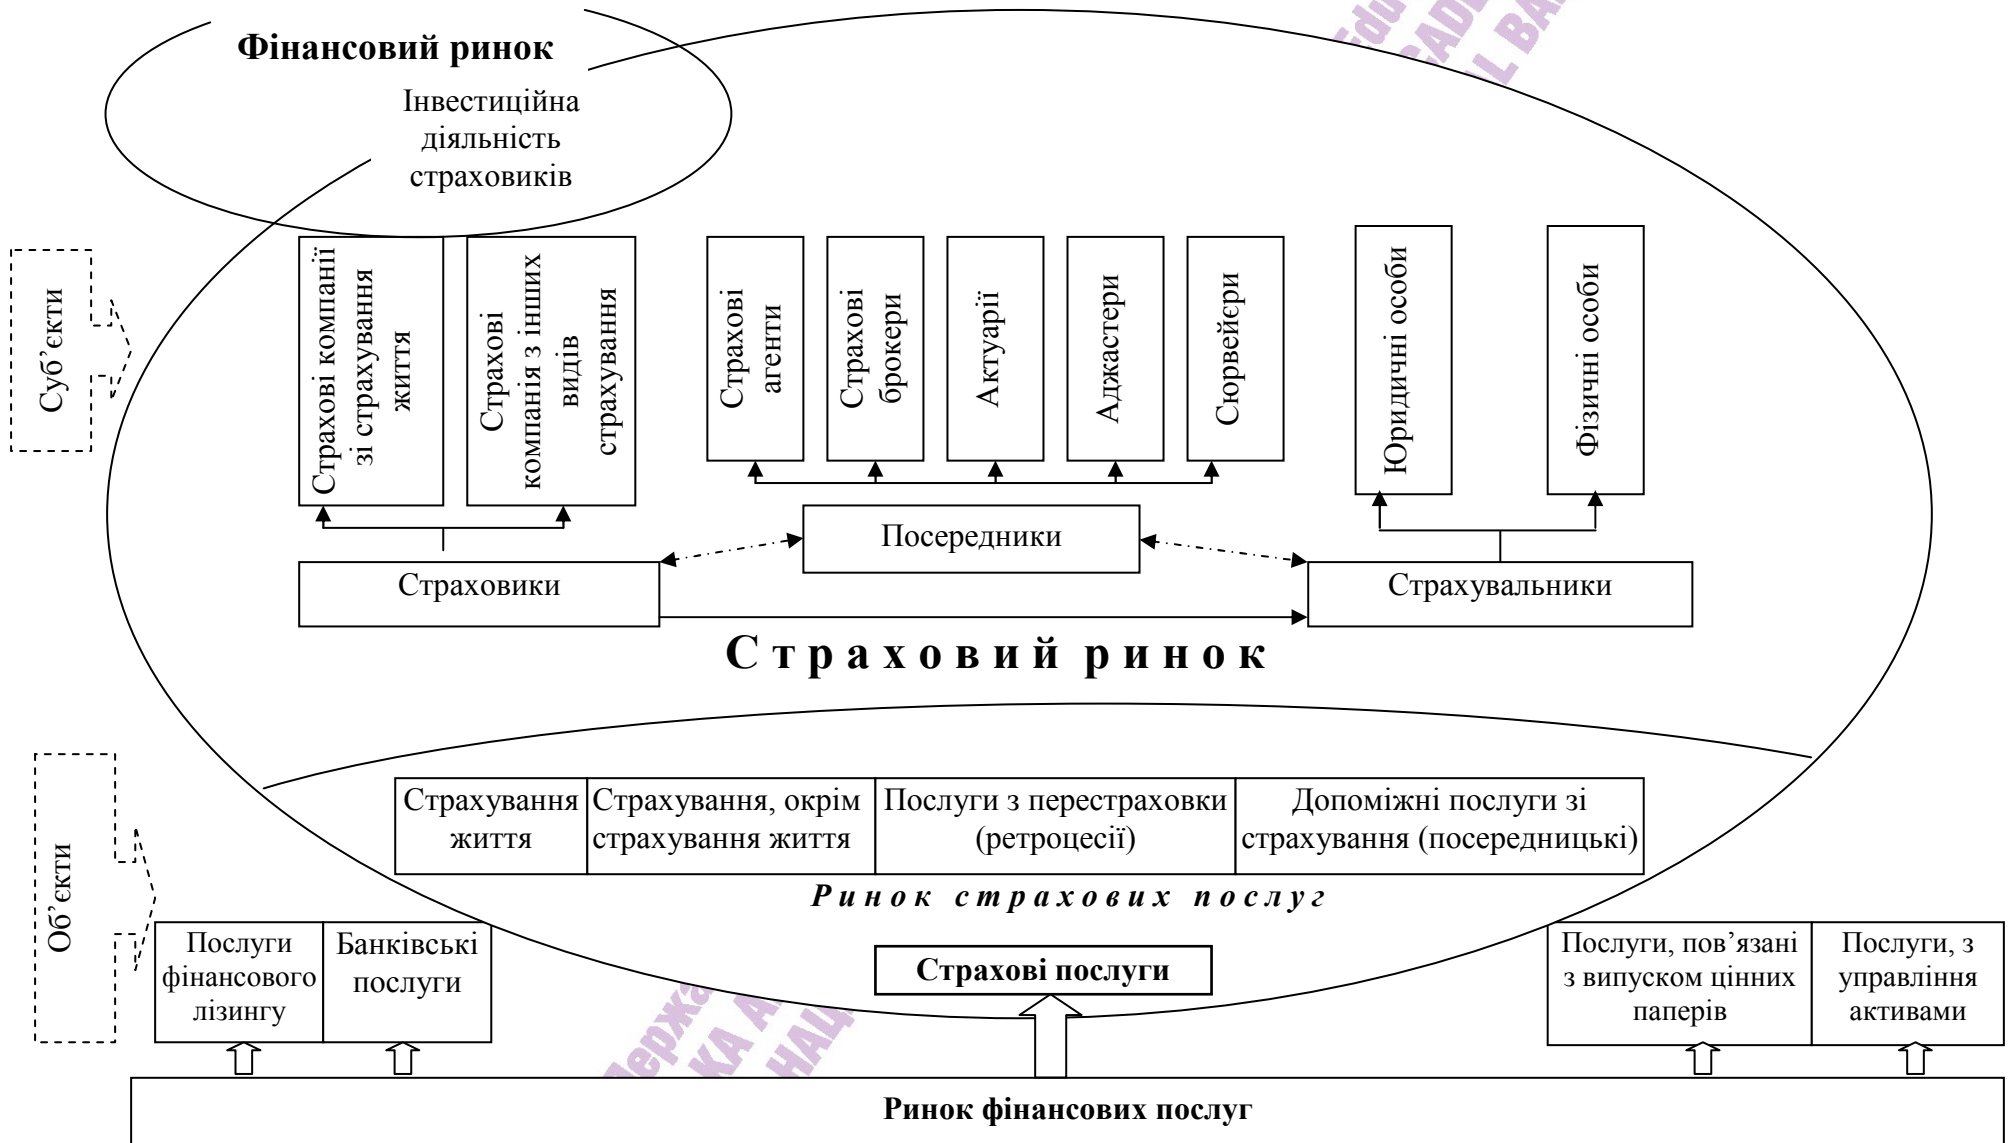 Фінансовий ринок
Інвестиційна
діяльність
страховиків
Суб’єкти
Страхові компанії
зі страхування
життя
Страхові
компанія з інших
видів
страхування
Страхові
агенти
Страхові
брокери
Актуарії
Аджастери
Сюрвейєри
Юридичні особи
Фізичні особи
Посередники
Страховики
Страхувальники
Страховий ринок
Об’єкти
Страхування
життя
Страхування, окрім
страхування життя
Послуги з перестраховки
(ретроцесії)
Допоміжні послуги зі
страхування (посередницькі)
Ринок страхових послуг
Послуги
фінансового
лізингу
Банківські
послуги
Страхові послуги
Послуги, пов’язані
з випуском цінних
паперів
Послуги, з
управління
активами
Ринок фінансових послуг